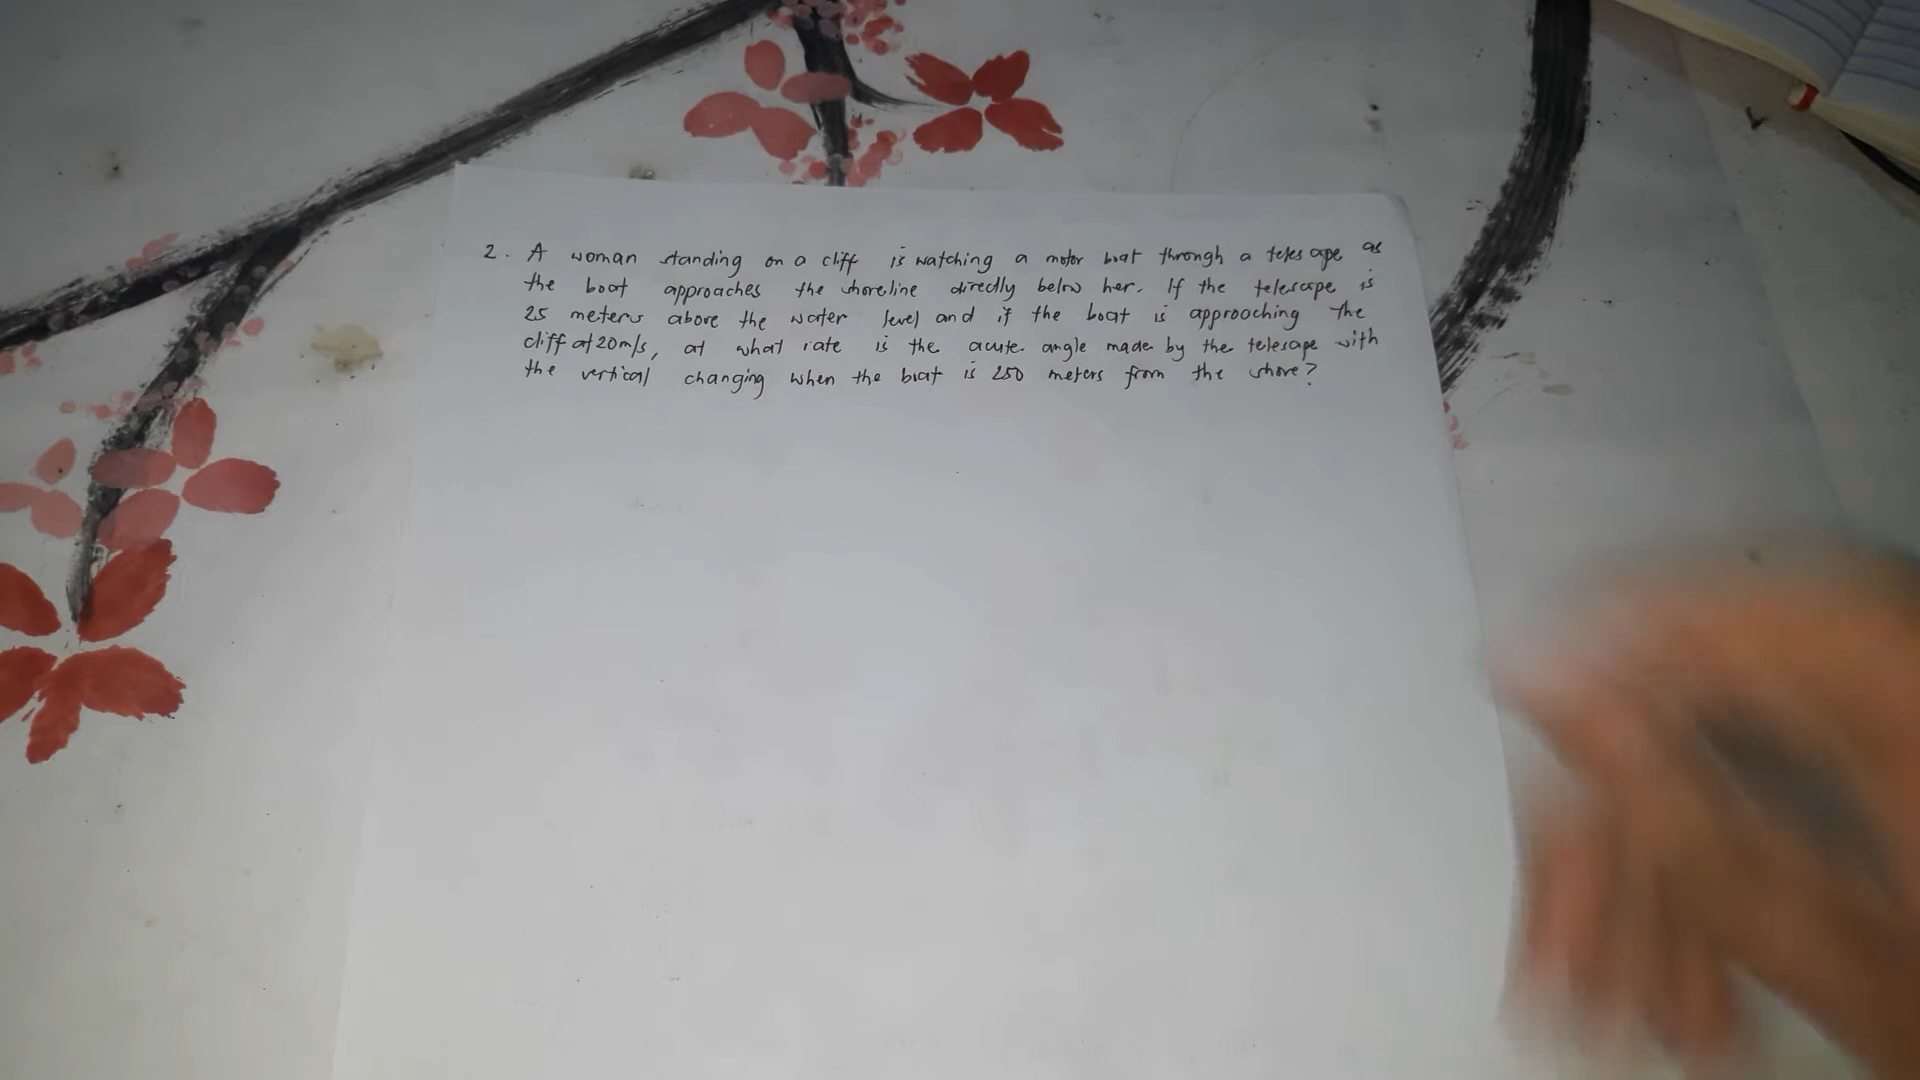 2. A woman standing on a cliff is watching a motor boat through a telescape as
the boat approaches the shoreline directly below her. If the telescape is
25 meters above the water level and if the boat is approaching the
cliff at 20m/s, at what rate is the acute angle made by the telescape with
the vertical changing when the boat is 250 meters from the shore?